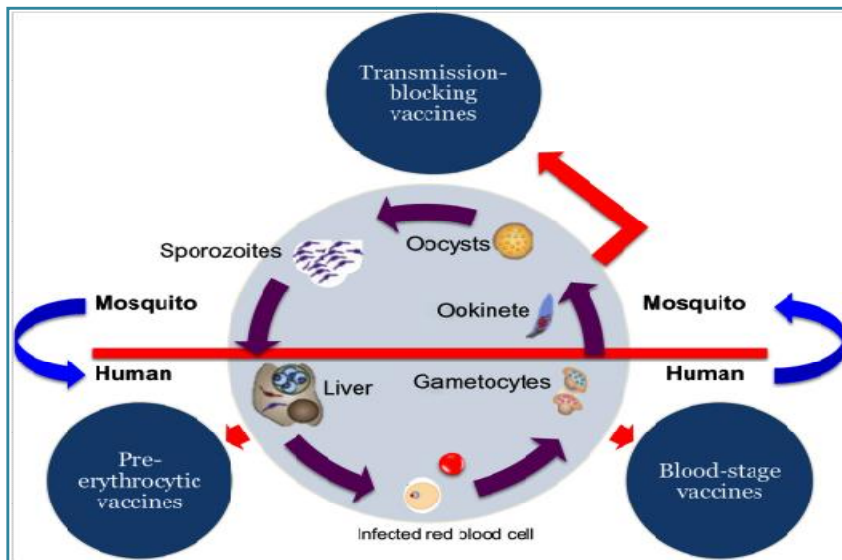 Transmission-
blocking
vaccines
Sporozoites
Oocysts
Mosquito
Ookinete
Mosquito
Human
Liver
Gametocytes
Human
Pre-
erythrocytic
vaccines
Blood-stage
vaccines
Infected red blood cell